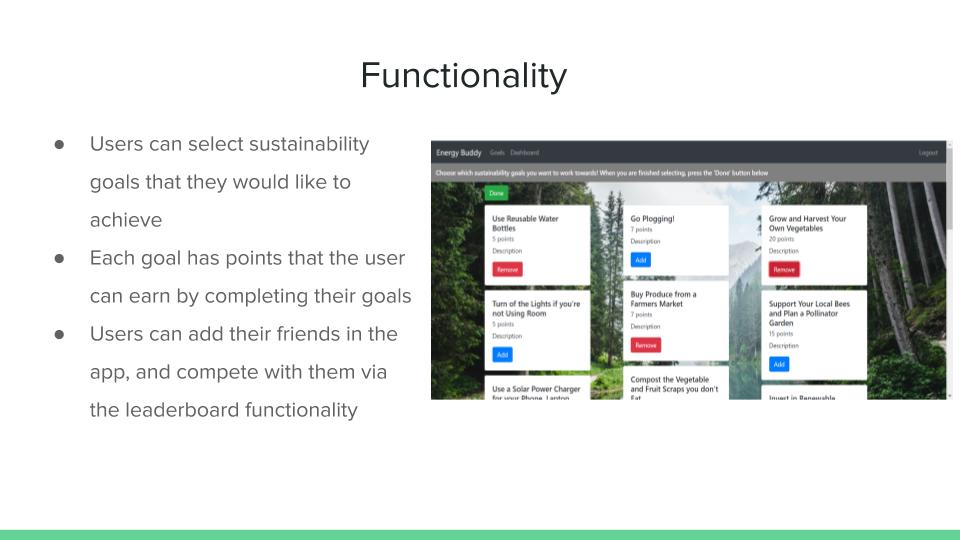 Functionality
● Users can select sustainability
goals that they would like to
achieve
● Each goal has points that the user
can earn by completing their goals
● Users can add their friends in the
app, and compete with them via
the leaderboard functionality
Energy Buddy Goals Dashboard Logout
Choose which sustainability goals you want to work towards! When you are finished selecting, press the 'Done' button below
Done
Use Reusable Water
Bottles
5 points
Description
Remove
Turn of the Lights if you're
not Using Room
5 points
Description
Add
Use a Solar Power Charger
for your Phone, Laptop,
Go Plogging!
7 points
Description
Add
Buy Produce from a
Farmers Market
7 points
Description
Remove
Compost the Vegetable
and Fruit Scraps you don't
Eat
Grow and Harvest Your
Own Vegetables
20 points
Description
Remove
Support Your Local Bees
and Plan a Pollinator
Garden
15 points
Description
Add
Invest in Renewable